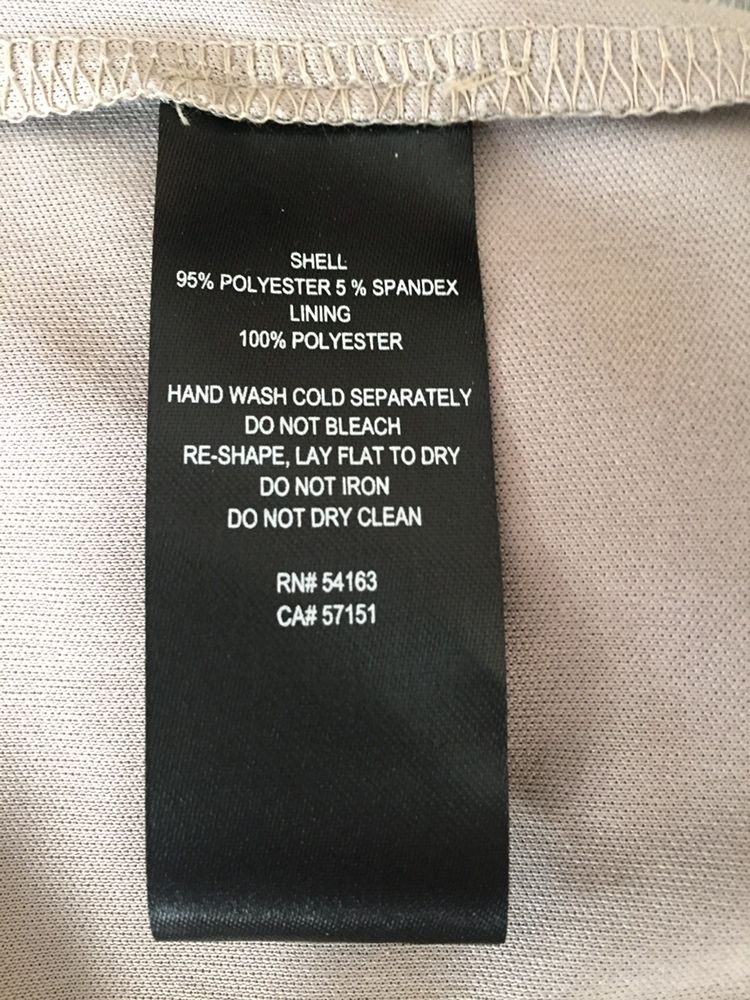 SHELL
95% POLYESTER 5 % SPANDEX
LINING
100% POLYESTER
HAND WASH COLD SEPARATELY
DO NOT BLEACH
RE-SHAPE, LAY FLAT TO DRY
DO NOT IRON
DO NOT DRY CLEAN
RN# 54163
CA# 57151